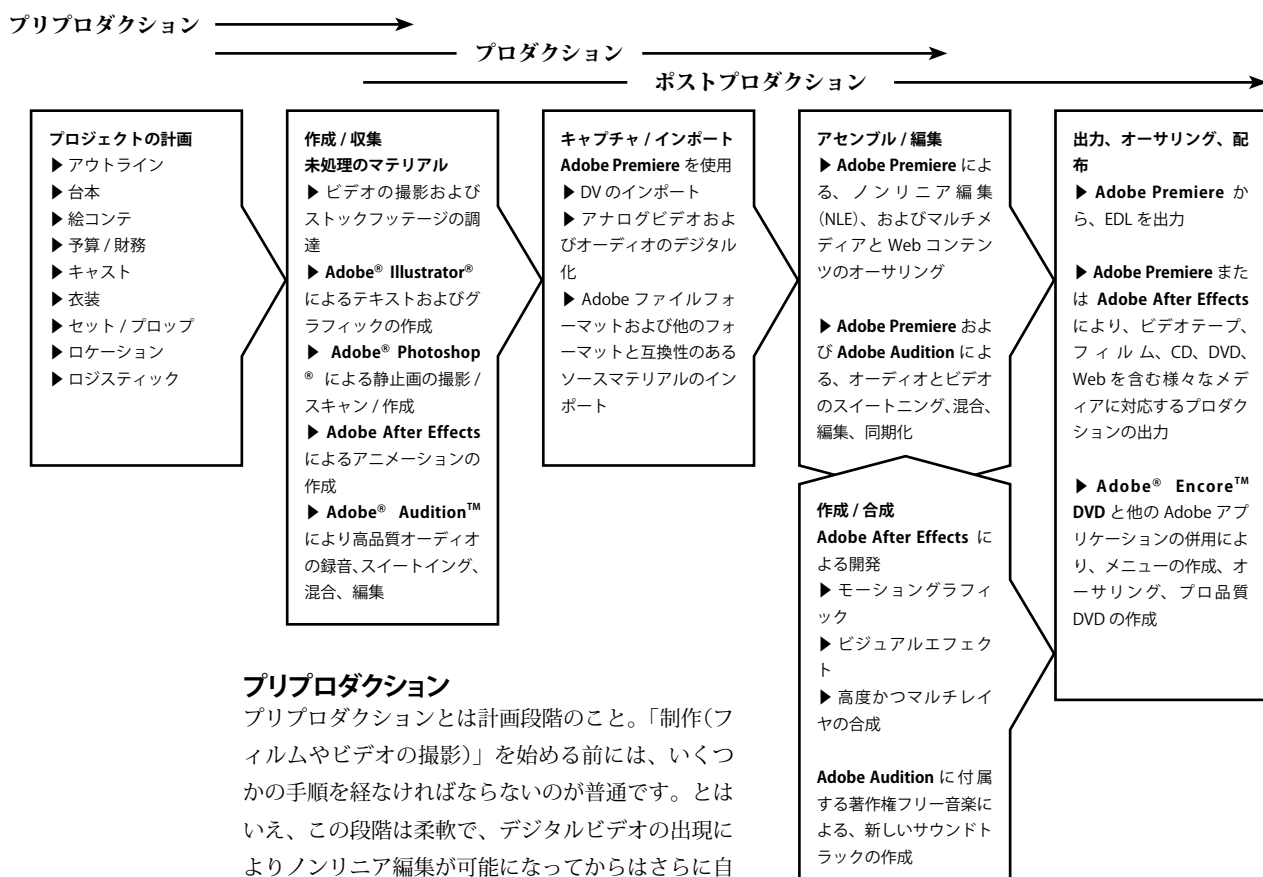 プリプロダクション
プロダクション
ポストプロダクション
プロジェクトの計画
▶ アウトライン
▶ 台本
▶ 絵コンテ
▶ 予算 / 財務
▶ キャスト
▶ 衣装
▶ セット / プロップ
▶ ロケーション
▶ ロジスティック
作成 / 収集
未処理のマテリアル
▶ ビデオの撮影および
ストックフッテージの調
達
▶ Adobe® Illustrator®
によるテキストおよびグ
ラフィックの作成
▶ Adobe® Photoshop
® による静止画の撮影 /
スキャン / 作成
▶ Adobe After Effects
によるアニメーションの
作成
▶ Adobe® Audition™
により高品質オーディオ
の録音、スイートイング、
混合、編集
キャプチャ / インポート
Adobe Premiere を使用
▶ DV のインポート
▶ アナログビデオおよ
びオーディオのデジタル
化
▶ Adobe ファイルフォ
ーマットおよび他のフォ
ーマットと互換性のある
ソースマテリアルのイン
ポート
アセンブル / 編集
▶ Adobe Premiere によ
る、ノンリニア編集
(NLE)、およびマルチメ
ディアと Web コンテン
ツのオーサリング
▶ Adobe Premiere およ
び Adobe Audition によ
る、オーディオとビデオ
のスイートニング、混合、
編集、同期化
作成 / 合成
Adobe After Effects に
よる開発
▶ モーショングラフィ
ック
▶ ビジュアルエフェク
ト
▶ 高度かつマルチレイ
ヤの合成
Adobe Audition に付属
する著作権フリー音楽に
よる、新しいサウンドト
ラックの作成
出力、オーサリング、配
布
▶ Adobe Premiere か
ら、EDL を出力
▶ Adobe Premiere また
は Adobe After Effects
により、ビデオテープ、
フィルム、CD、DVD、
Web を含む様々なメデ
ィアに対応するプロダク
ションの出力
▶ Adobe® Encore™
DVD と他の Adobe アプ
リケーションの併用によ
り、メニューの作成、オ
ーサリング、プロ品質
DVD の作成
プリプロダクション
プリプロダクションとは計画段階のこと。「制作(フ
ィルムやビデオの撮影)」を始める前には、いくつ
かの手順を経なければならないのが普通です。とは
いえ、この段階は柔軟で、デジタルビデオの出現に
よりノンリニア編集が可能になってからはさらに自